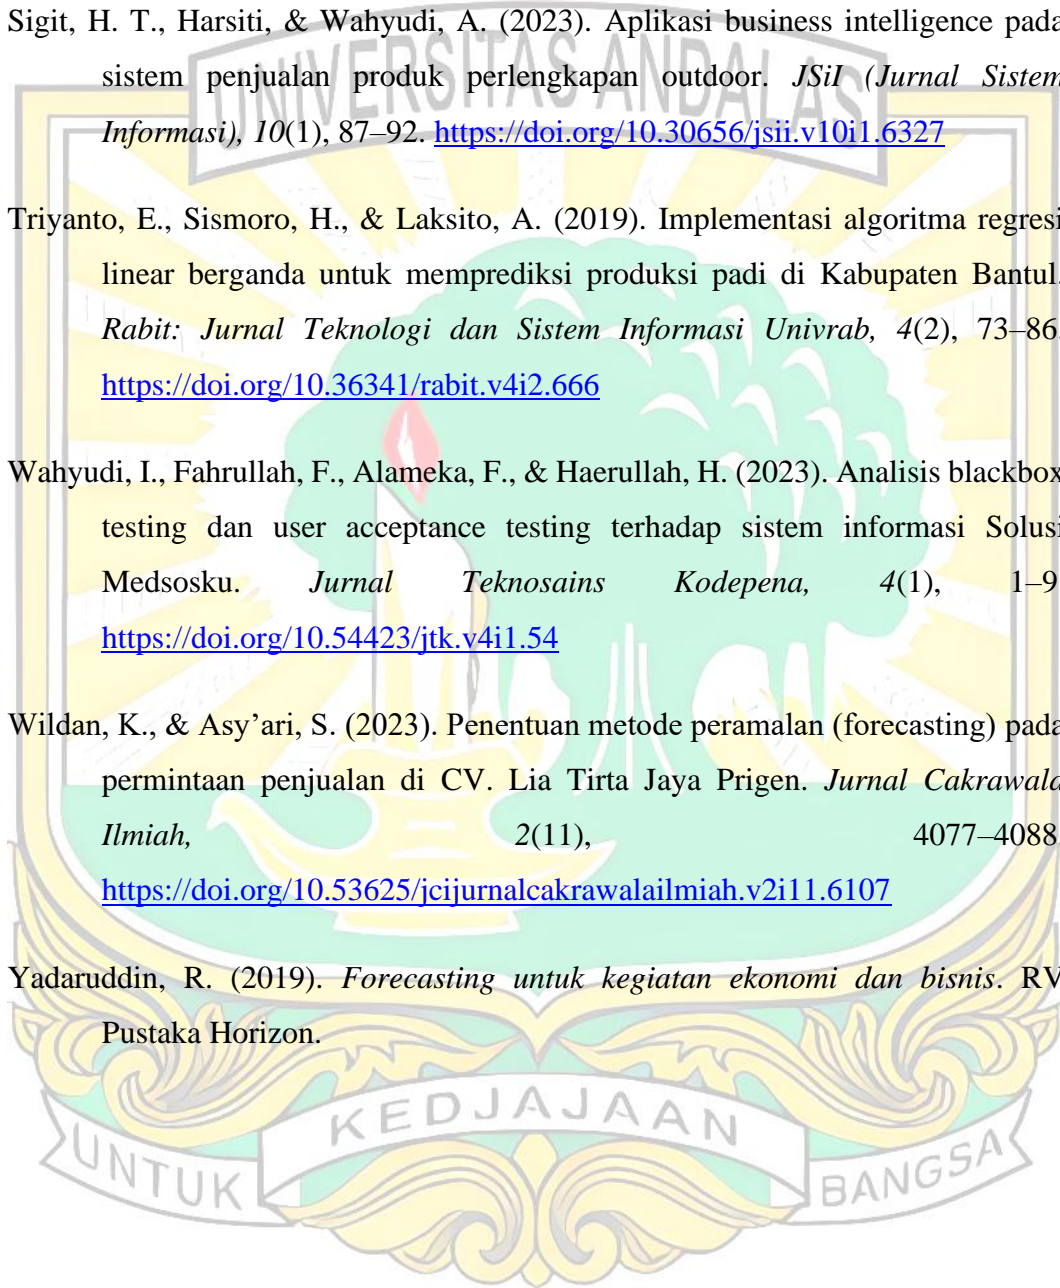 Sigit, H. T., Harsiti, & Wahyudi, A. (2023). Aplikasi business intelligence pada
sistem penjualan produk perlengkapan outdoor. JSiI (Jurnal Sistem
UNIVERSITAS ANDALAS
Informasi), 10(1), 87–92. https://doi.org/10.30656/jsii.v10i1.6327
Triyanto, E., Sismoro, H., & Laksito, A. (2019). Implementasi algoritma regresi
linear berganda untuk memprediksi produksi padi di Kabupaten Bantul.
Rabit: Jurnal Teknologi dan Sistem Informasi Univrab, 4(2), 73–86.
https://doi.org/10.36341/rabit.v4i2.666
Wahyudi, I., Fahrullah, F., Alameka, F., & Haerullah, H. (2023). Analisis blackbox
testing dan user acceptance testing terhadap sistem informasi Solusi
Medsosku. Jurnal Teknosains Kodepena, 4(1), 1–9.
https://doi.org/10.54423/jtk.v4i1.54
Wildan, K., & Asy’ari, S. (2023). Penentuan metode peramalan (forecasting) pada
permintaan penjualan di CV. Lia Tirta Jaya Prigen. Jurnal Cakrawala
Ilmiah, 2(11), 4077–4088.
https://doi.org/10.53625/jcijurnalcakrawalailmiah.v2i11.6107
Yadaruddin, R. (2019). Forecasting untuk kegiatan ekonomi dan bisnis. RV
Pustaka Horizon.
UNTUK KEDJAJAAN BANGSA